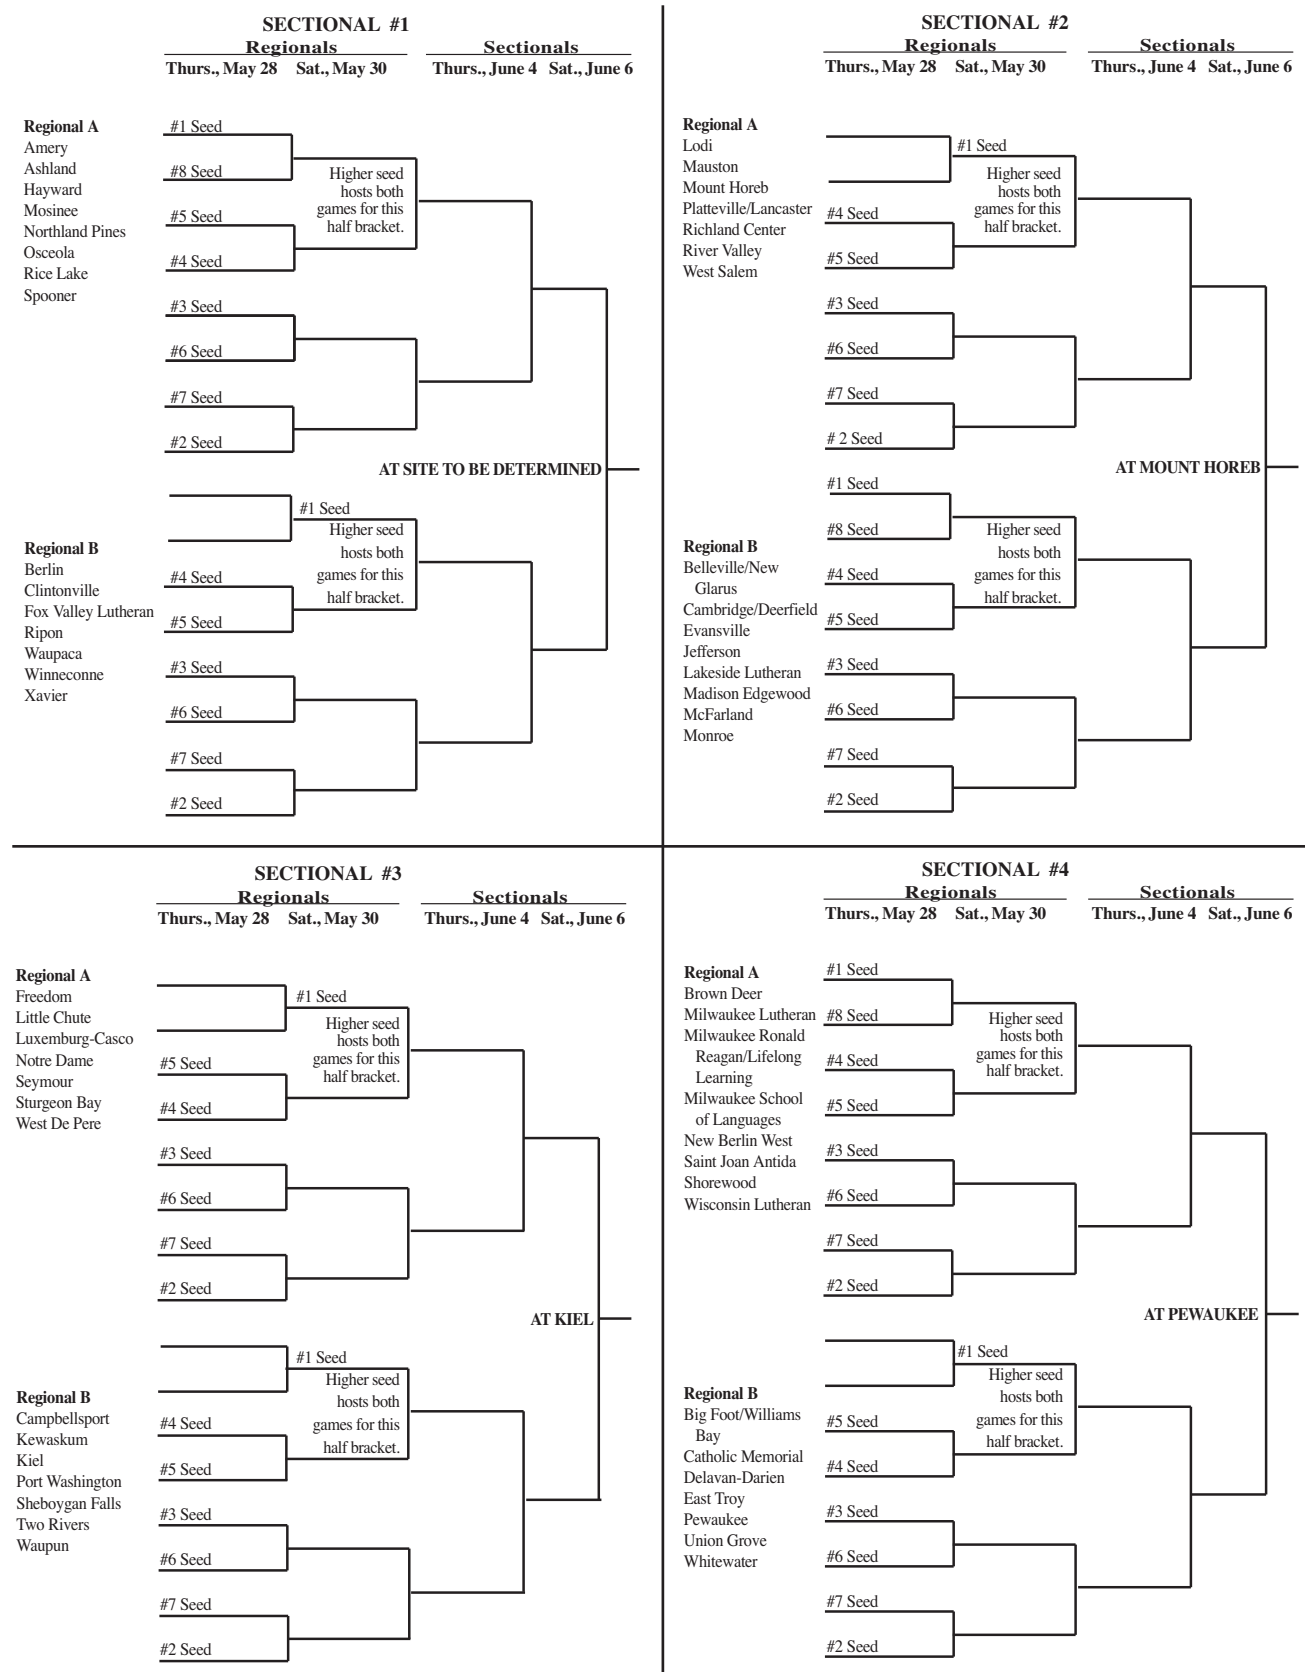 SECTIONAL #1
Regionals Sectionals
Thurs., May 28 Sat., May 30 Thurs., June 4 Sat., June 6
Regional A
Amery
Ashland
Hayward
Mosinee
Northland Pines
Osceola
Rice Lake
Spooner
#1 Seed
#8 Seed
#5 Seed
#4 Seed
#3 Seed
#6 Seed
#7 Seed
#2 Seed
Higher seed
hosts both
games for this
half bracket.
AT SITE TO BE DETERMINED
Regional B
Berlin
Clintonville
Fox Valley Lutheran
Ripon
Waupaca
Winneconne
Xavier
#1 Seed
#4 Seed
#5 Seed
#3 Seed
#6 Seed
#7 Seed
#2 Seed
Higher seed
hosts both
games for this
half bracket.
SECTIONAL #2
Regionals Sectionals
Thurs., May 28 Sat., May 30 Thurs., June 4 Sat., June 6
Regional A
Lodi
Mauston
Mount Horeb
Platteville/Lancaster
Richland Center
River Valley
West Salem
#1 Seed
#4 Seed
#5 Seed
#3 Seed
#6 Seed
#7 Seed
# 2 Seed
Higher seed
hosts both
games for this
half bracket.
AT MOUNT HOREB
Regional B
Belleville/New
Glarus
Cambridge/Deerfield
Evansville
Jefferson
Lakeside Lutheran
Madison Edgewood
McFarland
Monroe
#1 Seed
#8 Seed
#4 Seed
#5 Seed
#3 Seed
#6 Seed
#7 Seed
#2 Seed
Higher seed
hosts both
games for this
half bracket.
SECTIONAL #3
Regionals Sectionals
Thurs., May 28 Sat., May 30 Thurs., June 4 Sat., June 6
Regional A
Freedom
Little Chute
Luxemburg-Casco
Notre Dame
Seymour
Sturgeon Bay
West De Pere
#1 Seed
#5 Seed
#4 Seed
#3 Seed
#6 Seed
#7 Seed
#2 Seed
Higher seed
hosts both
games for this
half bracket.
AT KIEL
Regional B
Campbellsport
Kewaskum
Kiel
Port Washington
Sheboygan Falls
Two Rivers
Waupun
#1 Seed
#4 Seed
#5 Seed
#3 Seed
#6 Seed
#7 Seed
#2 Seed
Higher seed
hosts both
games for this
half bracket.
SECTIONAL #4
Regionals Sectionals
Thurs., May 28 Sat., May 30 Thurs., June 4 Sat., June 6
Regional A
Brown Deer
Milwaukee Lutheran
Milwaukee Ronald
Reagan/Lifelong
Learning
Milwaukee School
of Languages
New Berlin West
Saint Joan Antida
Shorewood
Wisconsin Lutheran
#1 Seed
#8 Seed
#4 Seed
#5 Seed
#3 Seed
#6 Seed
#7 Seed
#2 Seed
Higher seed
hosts both
games for this
half bracket.
AT PEWAUKEE
Regional B
Big Foot/Williams
Bay
Catholic Memorial
Delavan-Darien
East Troy
Pewaukee
Union Grove
Whitewater
#1 Seed
#5 Seed
#4 Seed
#3 Seed
#6 Seed
#7 Seed
#2 Seed
Higher seed
hosts both
games for this
half bracket.